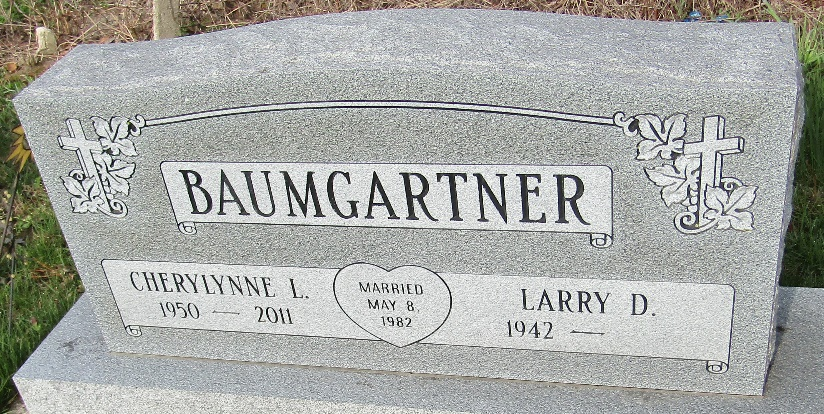 BAUMGARTNER
CHERYLYNNE L.
1950 — 2011
MARRIED
MAY 8,
1982
LARRY D.
1942 —